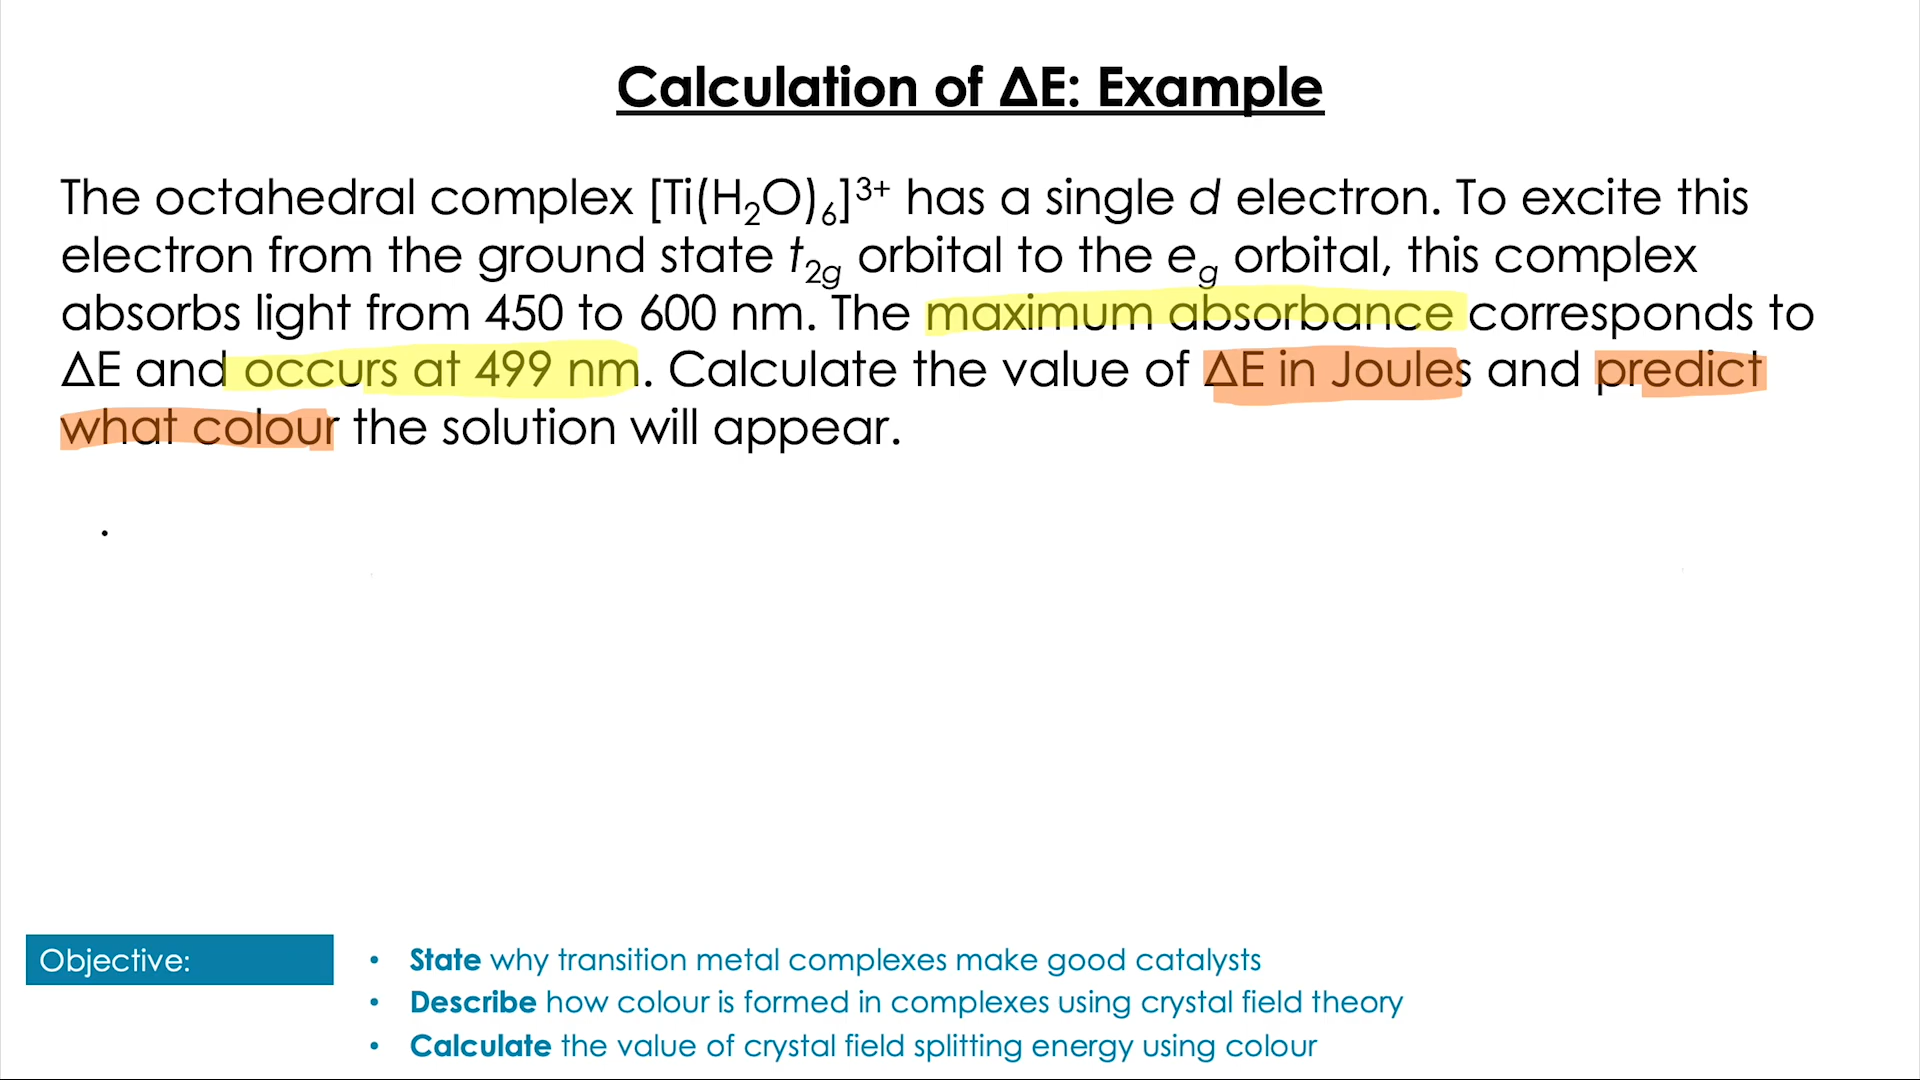 Calculation of ΔE: Example
The octahedral complex [Ti(H₂O)₆]³⁺ has a single d electron. To excite this
electron from the ground state t₂g orbital to the eg orbital, this complex
absorbs light from 450 to 600 nm. The maximum absorbance corresponds to
ΔE and occurs at 499 nm. Calculate the value of ΔE in Joules and predict
what colour the solution will appear.
Objective:
• State why transition metal complexes make good catalysts
• Describe how colour is formed in complexes using crystal field theory
• Calculate the value of crystal field splitting energy using colour